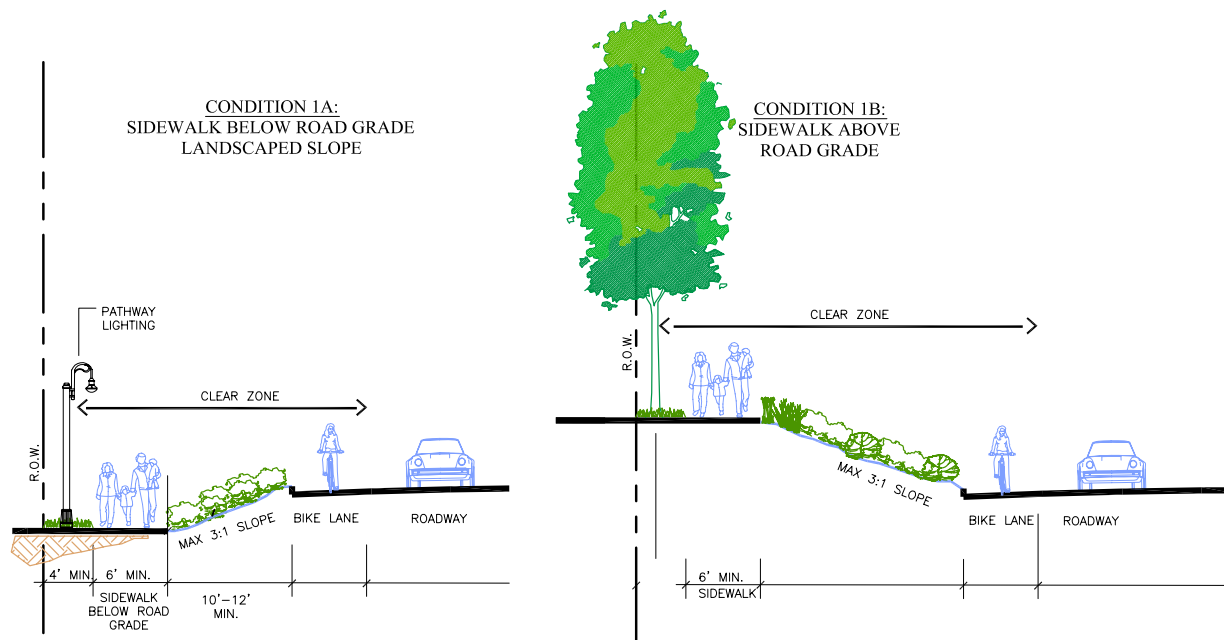 CONDITION 1A:
SIDEWALK BELOW ROAD GRADE
LANDSCAPED SLOPE
PATHWAY
LIGHTING
CLEAR ZONE
R.O.W.
MAX 3:1 SLOPE
BIKE LANE
ROADWAY
4' MIN.
6' MIN.
SIDEWALK
BELOW ROAD
GRADE
10'-12'
MIN.
CONDITION 1B:
SIDEWALK ABOVE
ROAD GRADE
CLEAR ZONE
R.O.W.
MAX 3:1 SLOPE
BIKE LANE
ROADWAY
6' MIN.
SIDEWALK